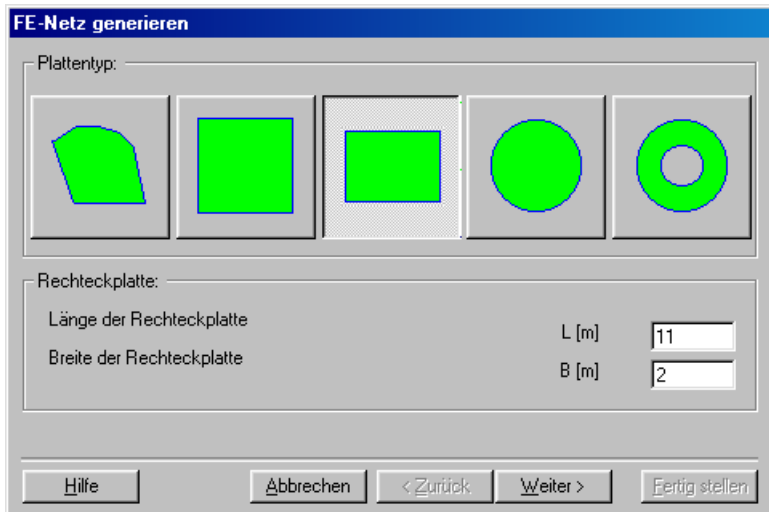 FE-Netz generieren
Plattentyp:
Rechteckplatte:
Länge der Rechteckplatte
L [m]
11
Breite der Rechteckplatte
B [m]
2
Hilfe
Abbrechen
< Zurück
Weiter >
Fertig stellen